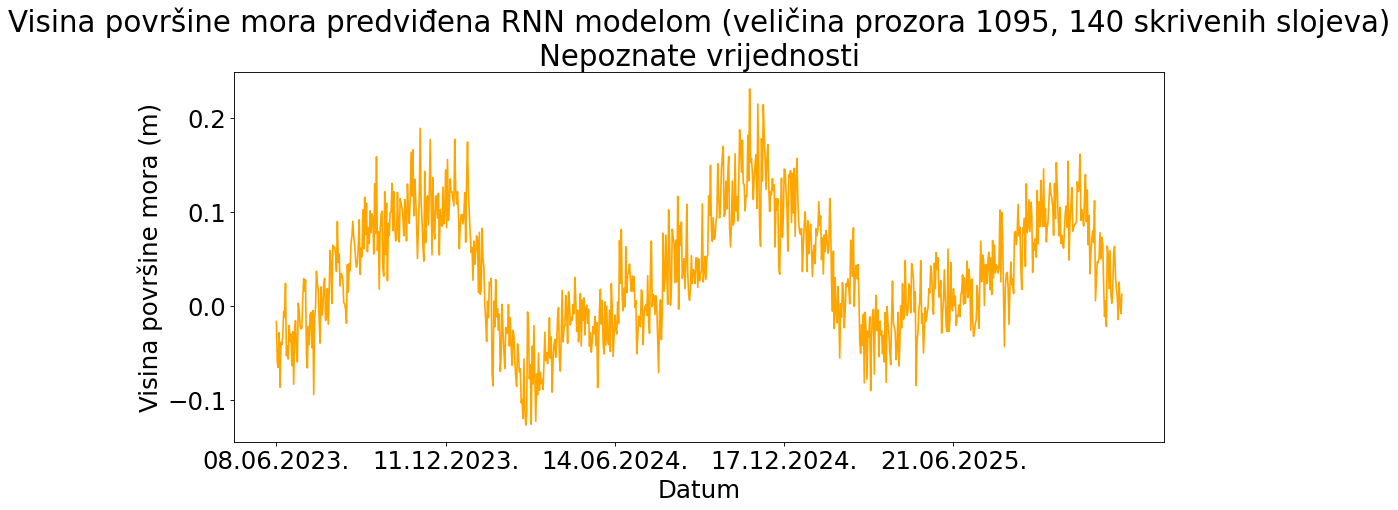 Visina površine mora predviđena RNN modelom (veličina prozora 1095, 140 skrivenih slojeva)
Nepoznate vrijednosti
Visina površine mora (m)
0.2
0.1
0.0
−0.1
08.06.2023. 11.12.2023. 14.06.2024. 17.12.2024. 21.06.2025.
Datum